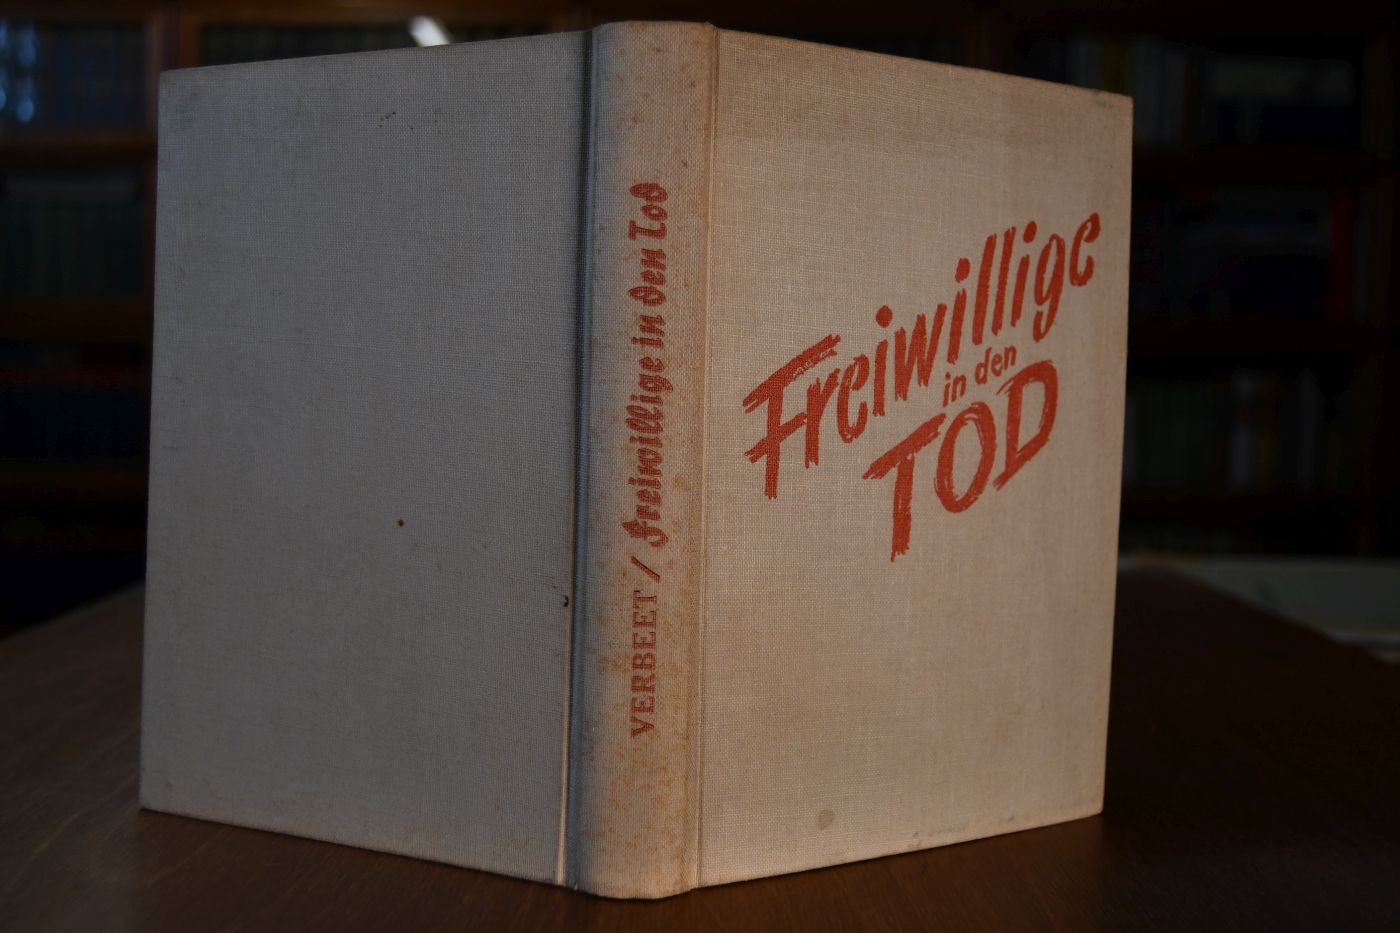 VERBEET / Freiwillige in den Tod
Freiwillige
in den
TOD